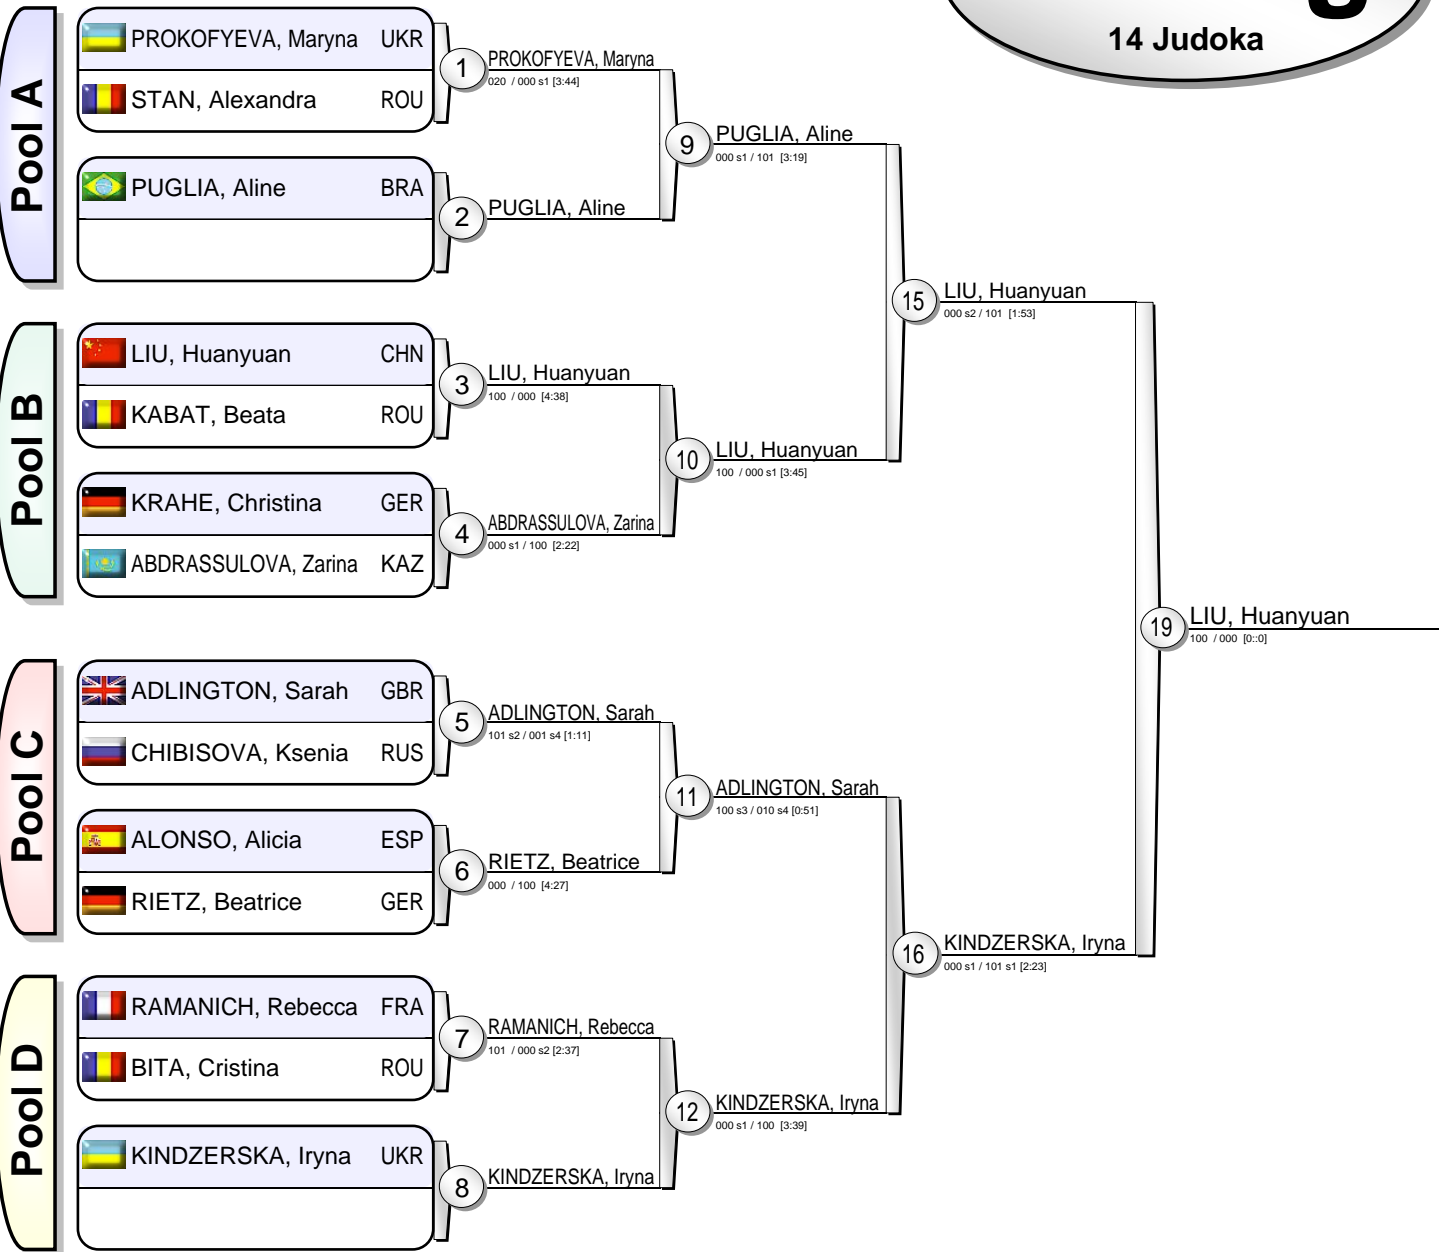 14 Judoka
Pool A
PROKOFYEVA, Maryna UKR
STAN, Alexandra ROU
1
PROKOFYEVA, Maryna
020 / 000 s1 [3:44]
PUGLIA, Aline BRA
2
PUGLIA, Aline
9
PUGLIA, Aline
000 s1 / 101 [3:19]
Pool B
LIU, Huanyuan CHN
KABAT, Beata ROU
3
LIU, Huanyuan
100 / 000 [4:38]
KRAHE, Christina GER
ABDRASSULOVA, Zarina KAZ
4
ABDRASSULOVA, Zarina
000 s1 / 100 [2:22]
10
LIU, Huanyuan
100 / 000 s1 [3:45]
15
LIU, Huanyuan
000 s2 / 101 [1:53]
Pool C
ADLINGTON, Sarah GBR
CHIBISOVA, Ksenia RUS
5
ADLINGTON, Sarah
101 s2 / 001 s4 [1:11]
ALONSO, Alicia ESP
RIETZ, Beatrice GER
6
RIETZ, Beatrice
000 / 100 [4:27]
11
ADLINGTON, Sarah
100 s3 / 010 s4 [0:51]
Pool D
RAMANICH, Rebecca FRA
BITA, Cristina ROU
7
RAMANICH, Rebecca
101 / 000 s2 [2:37]
KINDZERSKA, Iryna UKR
8
KINDZERSKA, Iryna
12
KINDZERSKA, Iryna
000 s1 / 100 [3:39]
16
KINDZERSKA, Iryna
000 s1 / 101 s1 [2:23]
19
LIU, Huanyuan
100 / 000 [0::0]